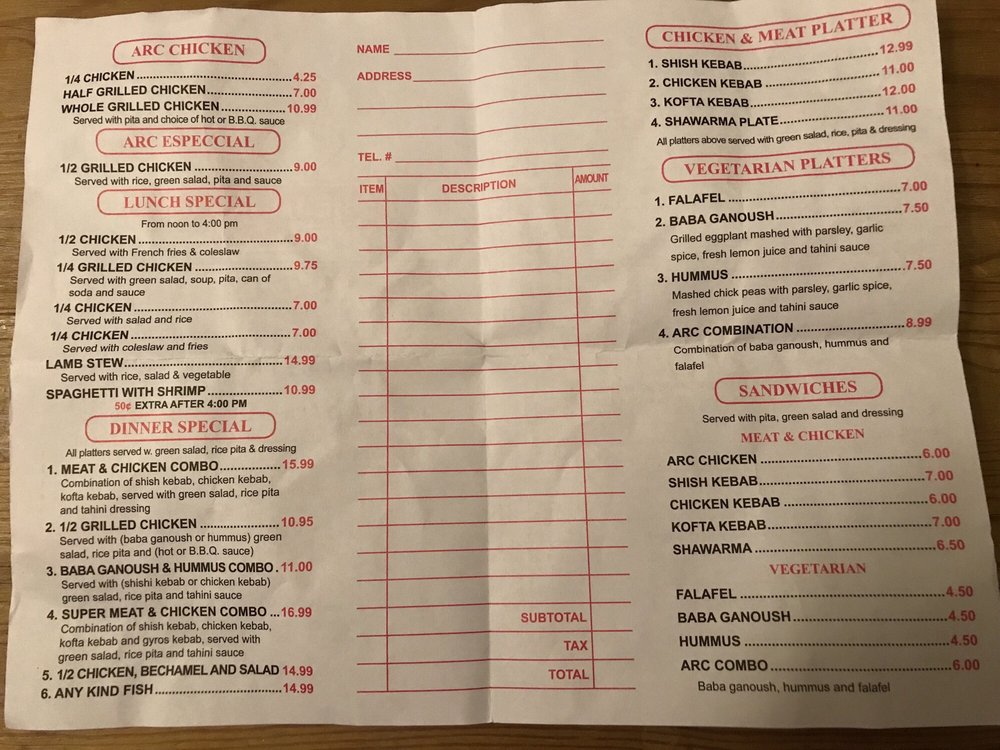 ARC CHICKEN
1/4 CHICKEN 4.25
HALF GRILLED CHICKEN 7.00
WHOLE GRILLED CHICKEN 10.99
Served with pita and choice of hot or B.B.Q. sauce
ARC ESPECCIAL
1/2 GRILLED CHICKEN 9.00
Served with rice, green salad, pita and sauce
LUNCH SPECIAL
From noon to 4:00 pm
1/2 CHICKEN 9.00
Served with French fries & coleslaw
1/4 GRILLED CHICKEN 9.75
Served with green salad, soup, pita, can of
soda and sauce
1/4 CHICKEN 7.00
Served with salad and rice
1/4 CHICKEN 7.00
Served with coleslaw and fries
LAMB STEW 14.99
Served with rice, salad & vegetable
SPAGHETTI WITH SHRIMP 10.99
50¢ EXTRA AFTER 4:00 PM
DINNER SPECIAL
All platters served w. green salad, rice pita & dressing
1. MEAT & CHICKEN COMBO 15.99
Combination of shish kebab, chicken kebab,
kofta kebab, served with green salad, rice pita
and tahini dressing
2. 1/2 GRILLED CHICKEN 10.95
Served with (baba ganoush or hummus) green
salad, rice pita and (hot or B.B.Q. sauce)
3. BABA GANOUSH & HUMMUS COMBO 11.00
Served with (shishi kebab or chicken kebab)
green salad, rice pita and tahini sauce
4. SUPER MEAT & CHICKEN COMBO 16.99
Combination of shish kebab, chicken kebab,
kofta kebab and gyros kebab, served with
green salad, rice pita and tahini sauce
5. 1/2 CHICKEN, BECHAMEL AND SALAD 14.99
6. ANY KIND FISH 14.99
NAME
ADDRESS
TEL. #
ITEM DESCRIPTION AMOUNT
SUBTOTAL
TAX
TOTAL
CHICKEN & MEAT PLATTER
1. SHISH KEBAB 12.99
2. CHICKEN KEBAB 11.00
3. KOFTA KEBAB 12.00
4. SHAWARMA PLATE 11.00
All platters above served with green salad, rice, pita & dressing
VEGETARIAN PLATTERS
1. FALAFEL 7.00
2. BABA GANOUSH 7.50
Grilled eggplant mashed with parsley, garlic
spice, fresh lemon juice and tahini sauce
3. HUMMUS 7.50
Mashed chick peas with parsley, garlic spice,
fresh lemon juice and tahini sauce
4. ARC COMBINATION 8.99
Combination of baba ganoush, hummus and
falafel
SANDWICHES
Served with pita, green salad and dressing
MEAT & CHICKEN
ARC CHICKEN 6.00
SHISH KEBAB 7.00
CHICKEN KEBAB 6.00
KOFTA KEBAB 7.00
SHAWARMA 6.50
VEGETARIAN
FALAFEL 4.50
BABA GANOUSH 4.50
HUMMUS 4.50
ARC COMBO 6.00
Baba ganoush, hummus and falafel